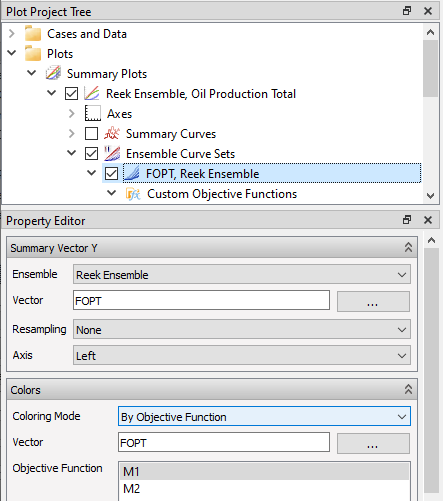 Plot Project Tree
Cases and Data
Plots
Summary Plots
Reek Ensemble, Oil Production Total
Axes
Summary Curves
Ensemble Curve Sets
FOPT, Reek Ensemble
Custom Objective Functions
Property Editor
Summary Vector Y
Ensemble Reek Ensemble
Vector FOPT ...
Resampling None
Axis Left
Colors
Coloring Mode By Objective Function
Vector FOPT ...
Objective Function M1
M2